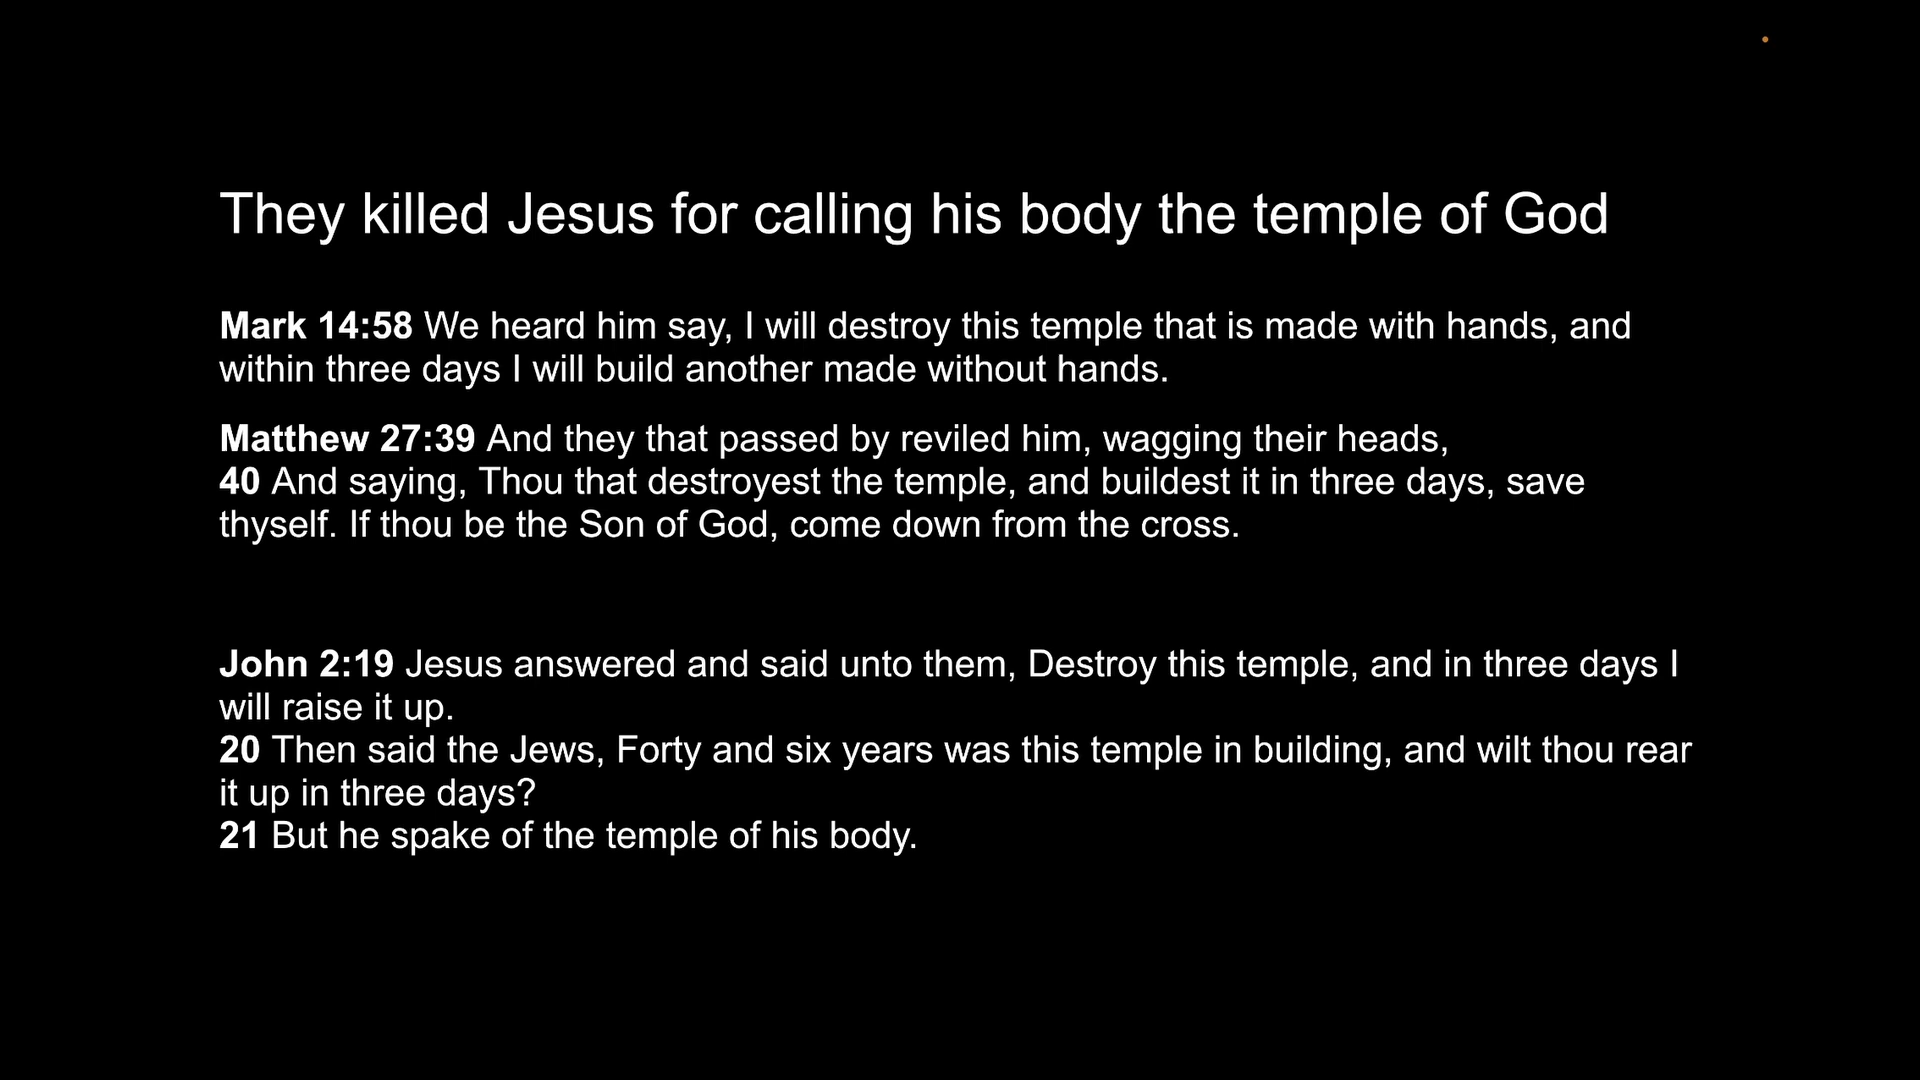 They killed Jesus for calling his body the temple of God
Mark 14:58 We heard him say, I will destroy this temple that is made with hands, and
within three days I will build another made without hands.
Matthew 27:39 And they that passed by reviled him, wagging their heads,
40 And saying, Thou that destroyest the temple, and buildest it in three days, save
thyself. If thou be the Son of God, come down from the cross.
John 2:19 Jesus answered and said unto them, Destroy this temple, and in three days I
will raise it up.
20 Then said the Jews, Forty and six years was this temple in building, and wilt thou rear
it up in three days?
21 But he spake of the temple of his body.